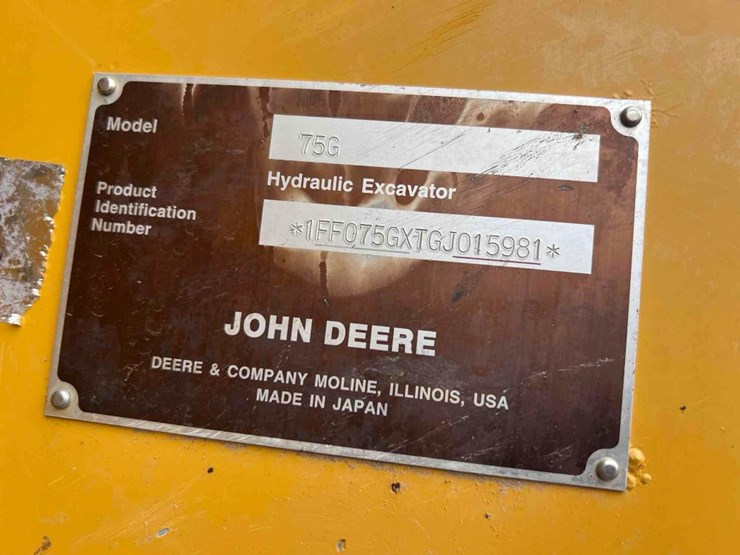 Model
75G
Hydraulic Excavator
Product
Identification
Number
*1FF075GXTGJ015981*
JOHN DEERE
DEERE & COMPANY MOLINE, ILLINOIS, USA
MADE IN JAPAN